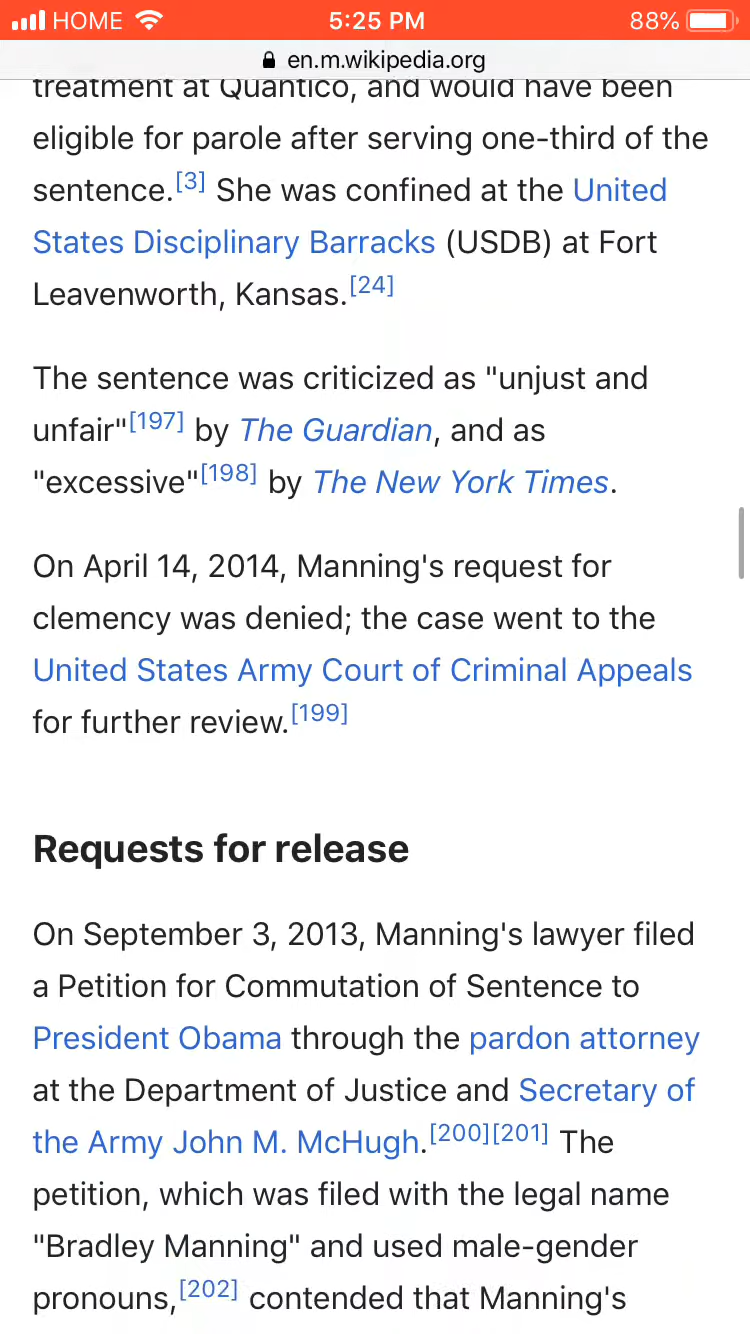 HOME 5:25 PM 88%
en.m.wikipedia.org
treatment at Quantico, and would have been
eligible for parole after serving one-third of the
sentence.[3] She was confined at the United
States Disciplinary Barracks (USDB) at Fort
Leavenworth, Kansas.[24]
The sentence was criticized as "unjust and
unfair"[197] by The Guardian, and as
"excessive"[198] by The New York Times.
On April 14, 2014, Manning's request for
clemency was denied; the case went to the
United States Army Court of Criminal Appeals
for further review.[199]
Requests for release
On September 3, 2013, Manning's lawyer filed
a Petition for Commutation of Sentence to
President Obama through the pardon attorney
at the Department of Justice and Secretary of
the Army John M. McHugh.[200][201] The
petition, which was filed with the legal name
"Bradley Manning" and used male-gender
pronouns,[202] contended that Manning's